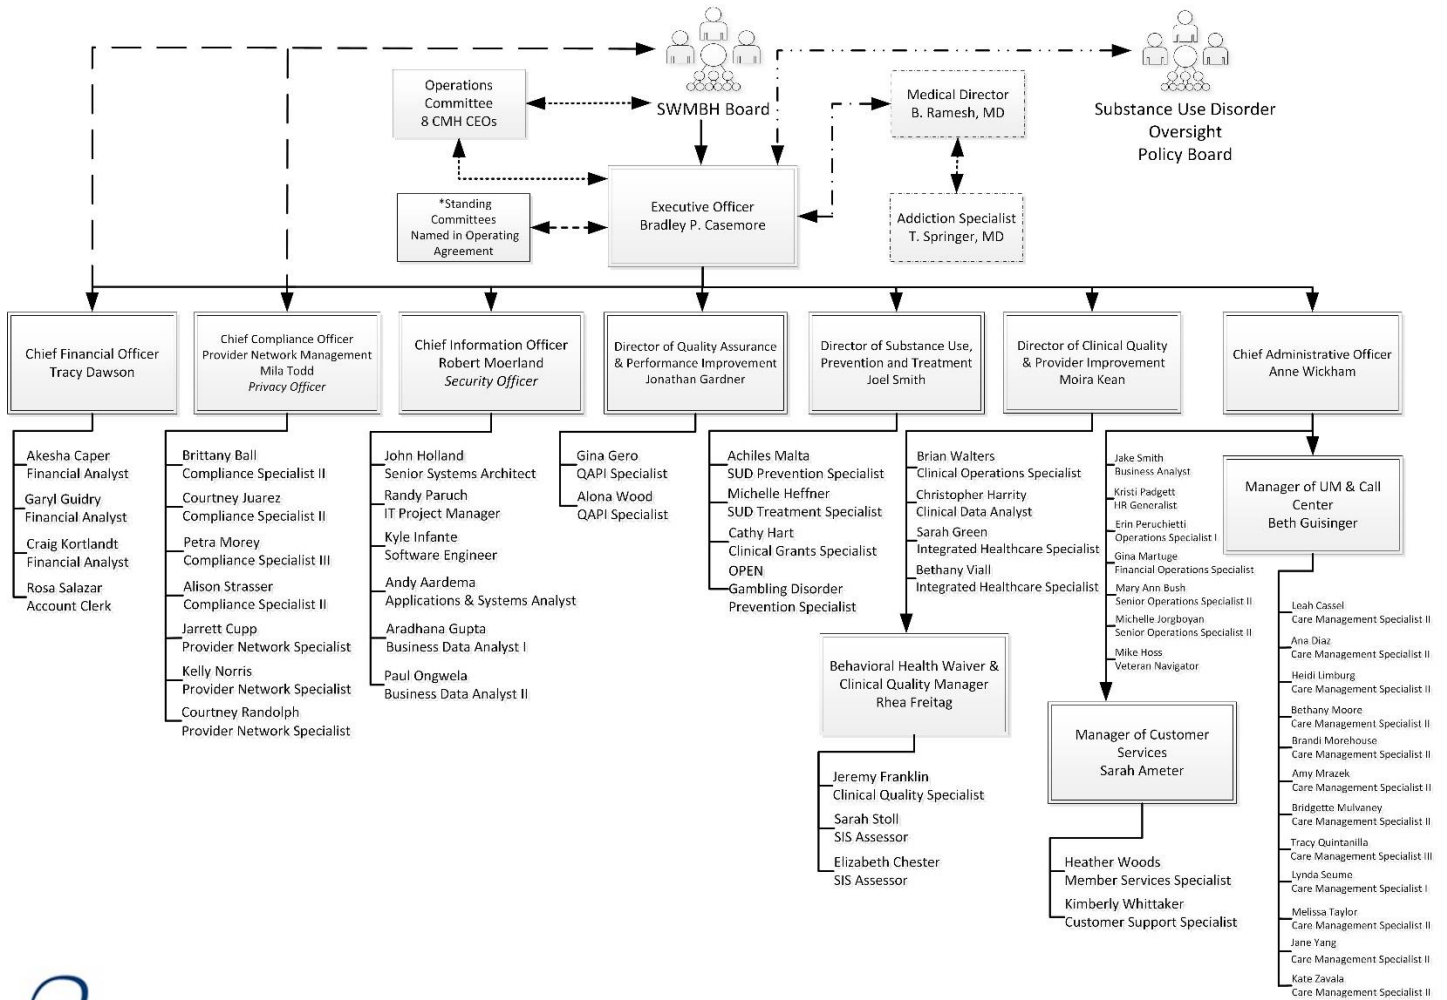 SWMBH Board
Substance Use Disorder
Oversight
Policy Board
Operations
Committee
8 CMH CEOs
Medical Director
B. Ramesh, MD
*Standing
Committees
Named in Operating
Agreement
Executive Officer
Bradley P. Casemore
Addiction Specialist
T. Springer, MD
Chief Financial Officer
Tracy Dawson
Chief Compliance Officer
Provider Network Management
Mila Todd
Privacy Officer
Chief Information Officer
Robert Moerland
Security Officer
Director of Quality Assurance
& Performance Improvement
Jonathan Gardner
Director of Substance Use,
Prevention and Treatment
Joel Smith
Director of Clinical Quality
& Provider Improvement
Moira Kean
Chief Administrative Officer
Anne Wickham
Akesha Caper
Financial Analyst
Garyl Guidry
Financial Analyst
Craig Kortlandt
Financial Analyst
Rosa Salazar
Account Clerk
Brittany Ball
Compliance Specialist II
Courtney Juarez
Compliance Specialist II
Petra Morey
Compliance Specialist III
Alison Strasser
Compliance Specialist II
Jarrett Cupp
Provider Network Specialist
Kelly Norris
Provider Network Specialist
Courtney Randolph
Provider Network Specialist
John Holland
Senior Systems Architect
Randy Paruch
IT Project Manager
Kyle Infante
Software Engineer
Andy Aardema
Applications & Systems Analyst
Aradhana Gupta
Business Data Analyst I
Paul Ongwela
Business Data Analyst II
Gina Gero
QAPI Specialist
Alona Wood
QAPI Specialist
Achiles Malta
SUD Prevention Specialist
Michelle Heffner
SUD Treatment Specialist
Cathy Hart
Clinical Grants Specialist
OPEN
Gambling Disorder
Prevention Specialist
Brian Walters
Clinical Operations Specialist
Christopher Harrity
Clinical Data Analyst
Sarah Green
Integrated Healthcare Specialist
Bethany Viall
Integrated Healthcare Specialist
Behavioral Health Waiver &
Clinical Quality Manager
Rhea Freitag
Jeremy Franklin
Clinical Quality Specialist
Sarah Stoll
SIS Assessor
Elizabeth Chester
SIS Assessor
Jake Smith
Business Analyst
Kristi Padgett
HR Generalist
Erin Peruchietti
Operations Specialist I
Gina Martuge
Financial Operations Specialist
Mary Ann Bush
Senior Operations Specialist II
Michelle Jorgboyan
Senior Operations Specialist II
Mike Hoss
Veteran Navigator
Manager of Customer
Services
Sarah Ameter
Heather Woods
Member Services Specialist
Kimberly Whittaker
Customer Support Specialist
Manager of UM & Call
Center
Beth Guisinger
Leah Cassel
Care Management Specialist II
Ana Diaz
Care Management Specialist II
Heidi Limburg
Care Management Specialist II
Bethany Moore
Care Management Specialist II
Brandi Morehouse
Care Management Specialist II
Amy Mrazek
Care Management Specialist II
Bridgette Mulvaney
Care Management Specialist II
Tracy Quintanilla
Care Management Specialist III
Lynda Seume
Care Management Specialist I
Melissa Taylor
Care Management Specialist II
Jane Yang
Care Management Specialist II
Kate Zavala
Care Management Specialist II